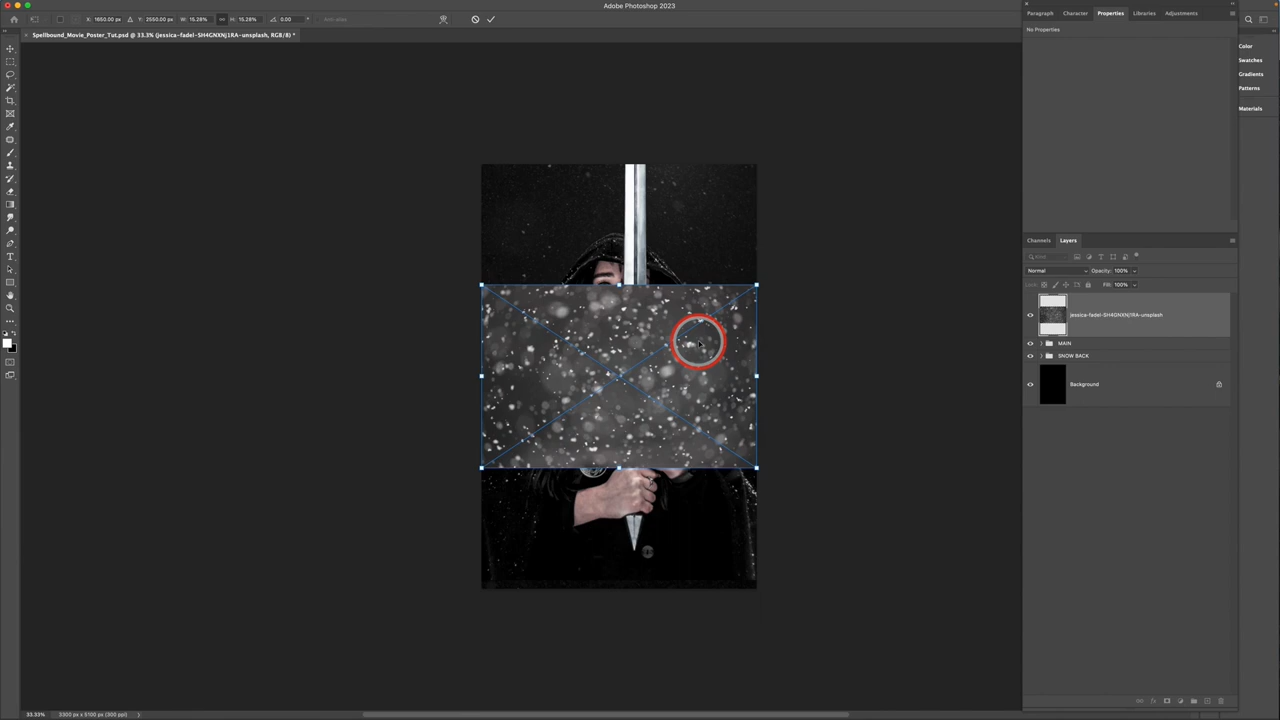 Adobe Photoshop 2023
X: 1650.00 px Y: 2550.00 px W: 15.28% H: 15.28% 0.00 Anti-alias
Spellbound_Movie_Poster_Tut.psd @ 33.3% (jessica-fadel-SH4GNXNj1RA-unsplash, RGB/8) *
Paragraph Character Properties Libraries Adjustments
No Properties
Color
Swatches
Gradients
Patterns
Materials
Channels Layers
Kind
Normal Opacity: 100%
Lock: Fill: 100%
jessica-fadel-SH4GNXNj1RA-unsplash
MAIN
SNOW BACK
Background
33.33% 3300 px x 5100 px (300 ppi)